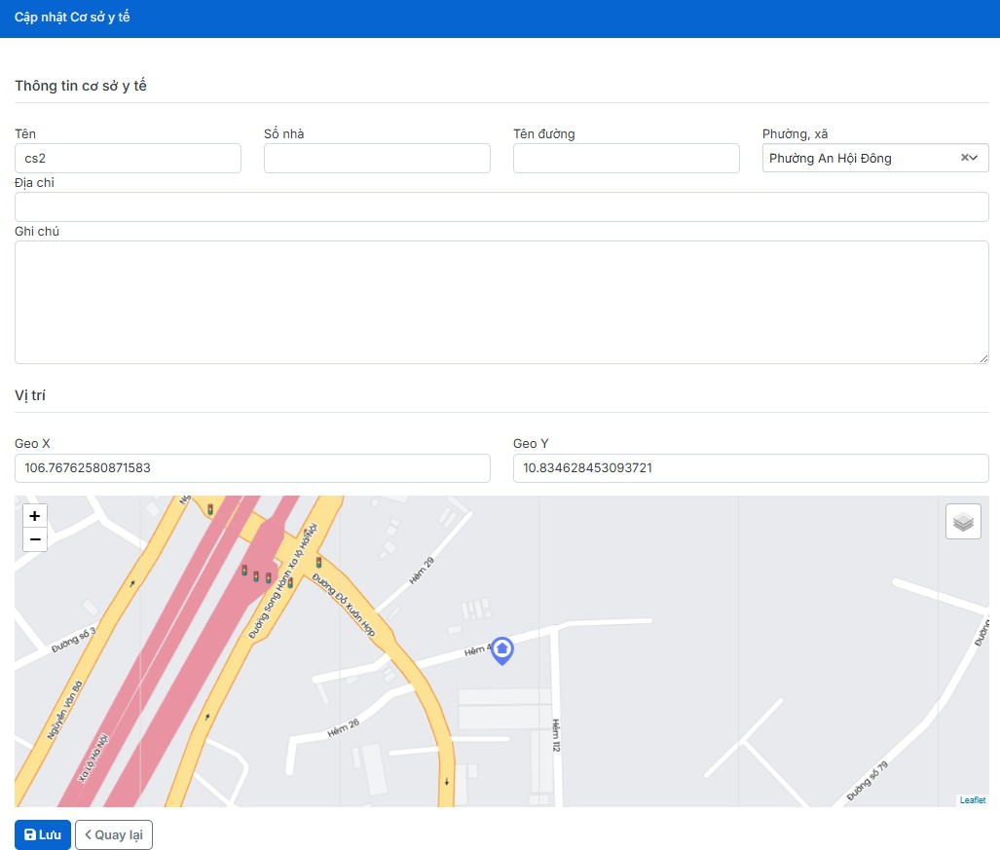 Cập nhật Cơ sở y tế
Thông tin cơ sở y tế
Tên
Số nhà
Tên đường
Phường, xã
cs2
Phường An Hội Đông
Địa chỉ
Ghi chú
Vị trí
Geo X
Geo Y
106.76762580871583
10.834628453093721
+
−
Đường Song Hành Xa lộ Hà Nội
Đường Đỗ Xuân Hợp
Hẻm 29
Đường số 3
Hẻm 4
Nguyễn Văn Bá
Xa Lộ Hà Nội
Hẻm 26
Hẻm 112
Đường
Đường số 79
Leaflet
Lưu
Quay lại